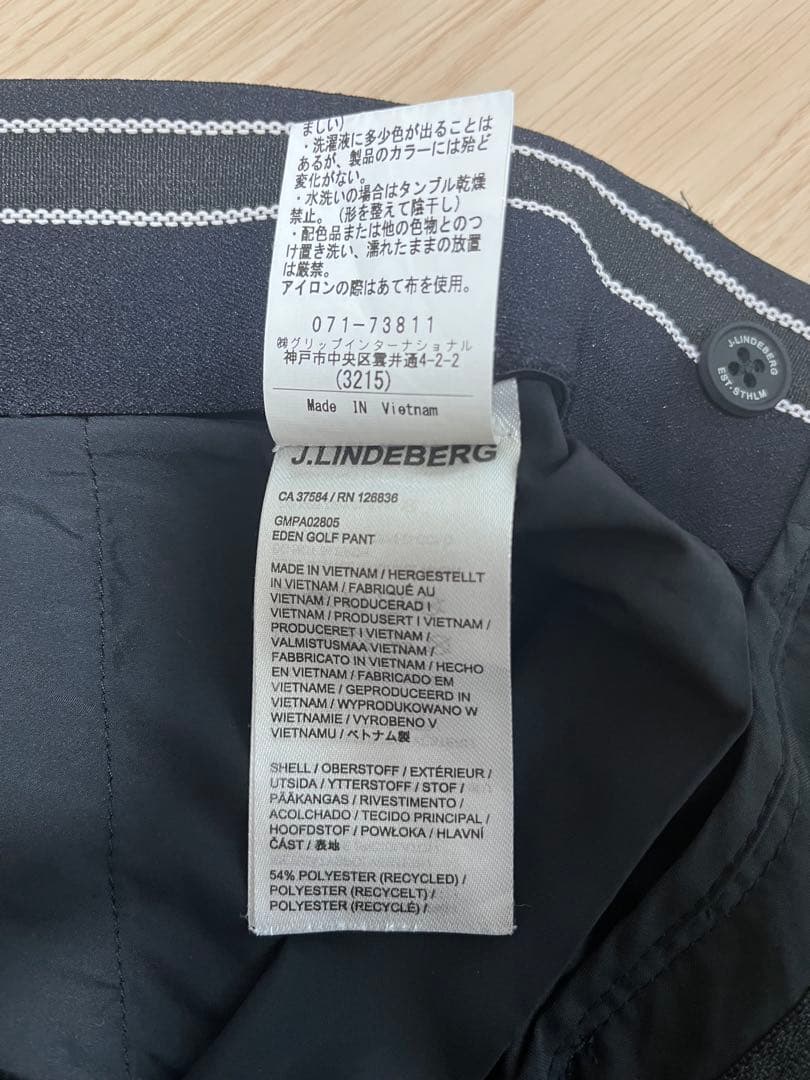 ましい)
・洗濯液に多少色が出ることは
あるが、製品のカラーには殆ど
変化がない。
・水洗いの場合はタンブル乾燥
禁止。(形を整えて陰干し)
・配色品または他の色物とのつ
け置き洗い、濡れたままの放置
は厳禁。
アイロンの際はあて布を使用。
071-73811
㈱グリップインターナショナル
神戸市中央区雲井通4-2-2
(3215)
Made IN Vietnam
J.LINDEBERG
CA 37584 / RN 126836
GMPA02805
EDEN GOLF PANT
MADE IN VIETNAM / HERGESTELLT
IN VIETNAM / FABRIQUÉ AU
VIETNAM / PRODUCERAD I
VIETNAM / PRODUSERT I VIETNAM /
PRODUCERET I VIETNAM /
VALMISTUSMAA VIETNAM /
FABBRICATO IN VIETNAM / HECHO
EN VIETNAM / FABRICADO EM
VIETNAME / GEPRODUCEERD IN
VIETNAM / WYPRODUKOWANO W
WIETNAMIE / VYROBENO V
VIETNAMU / ベトナム製
SHELL / OBERSTOFF / EXTÉRIEUR /
UTSIDA / YTTERSTOFF / STOF /
PÄÄKANGAS / RIVESTIMENTO /
ACOLCHADO / TECIDO PRINCIPAL /
HOOFDSTOF / POWŁOKA / HLAVNÍ
ČÁST / 表地
54% POLYESTER (RECYCLED) /
POLYESTER (RECYCELT) /
POLYESTER (RECYCLÉ) /
J-LINDEBERG
EST·STHLM